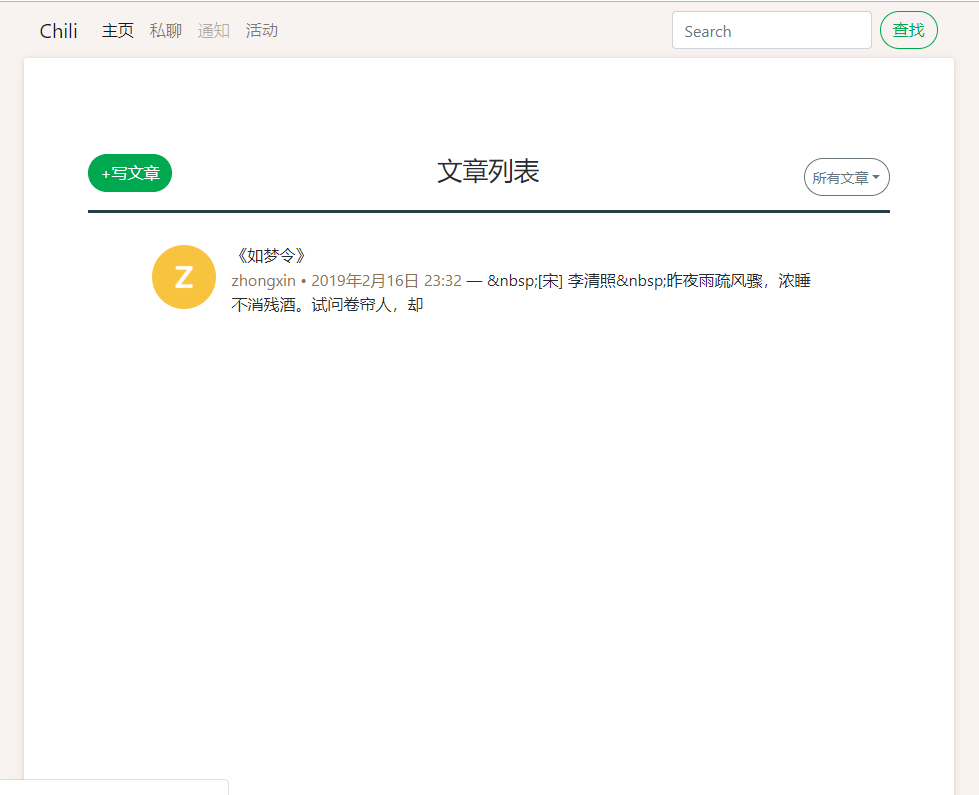 Chili 主页 私聊 通知 活动 Search 查找
+写文章 文章列表 所有文章
Z
《如梦令》
zhongxin • 2019年2月16日 23:32 — &nbsp;[宋] 李清照&nbsp;昨夜雨疏风骤，浓睡
不消残酒。试问卷帘人，却